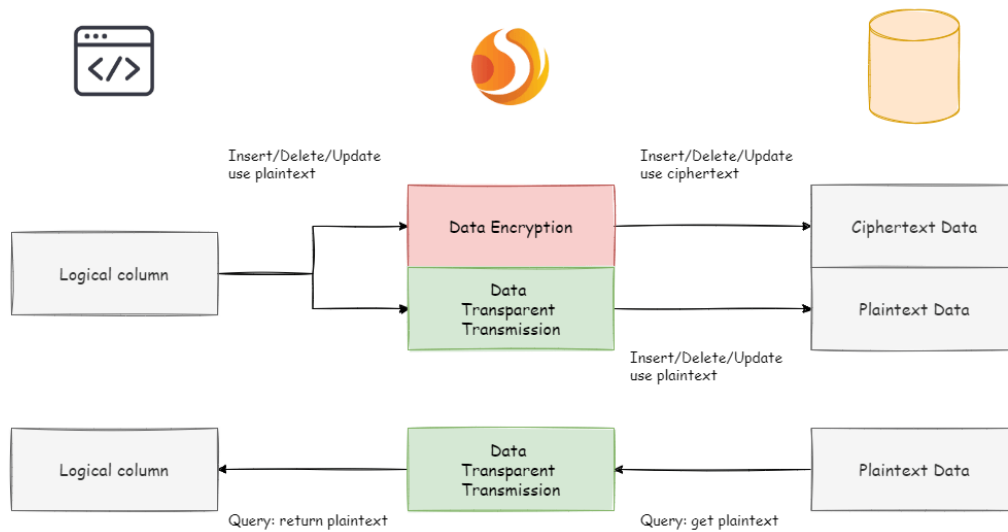 </>
Insert/Delete/Update
use plaintext
Insert/Delete/Update
use ciphertext
Logical column
Data Encryption
Ciphertext Data
Data
Transparent
Transmission
Plaintext Data
Insert/Delete/Update
use plaintext
Logical column
Data
Transparent
Transmission
Plaintext Data
Query: return plaintext
Query: get plaintext